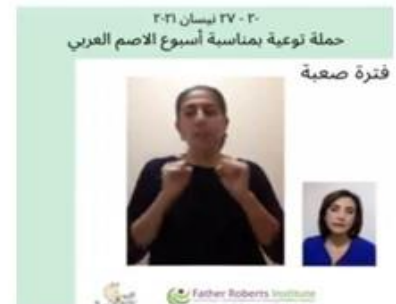 ٢٠ - ٢٧ نيسان ٢٠٢١
حملة توعية بمناسبة أسبوع الاصم العربي
فترة صعبة
Father Roberts Institute